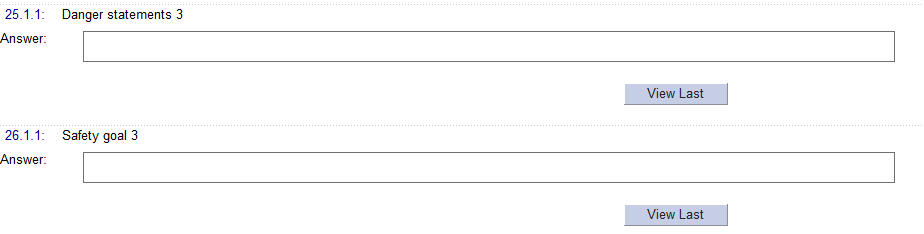 25.1.1: Danger statements 3
Answer:
View Last
26.1.1: Safety goal 3
Answer:
View Last